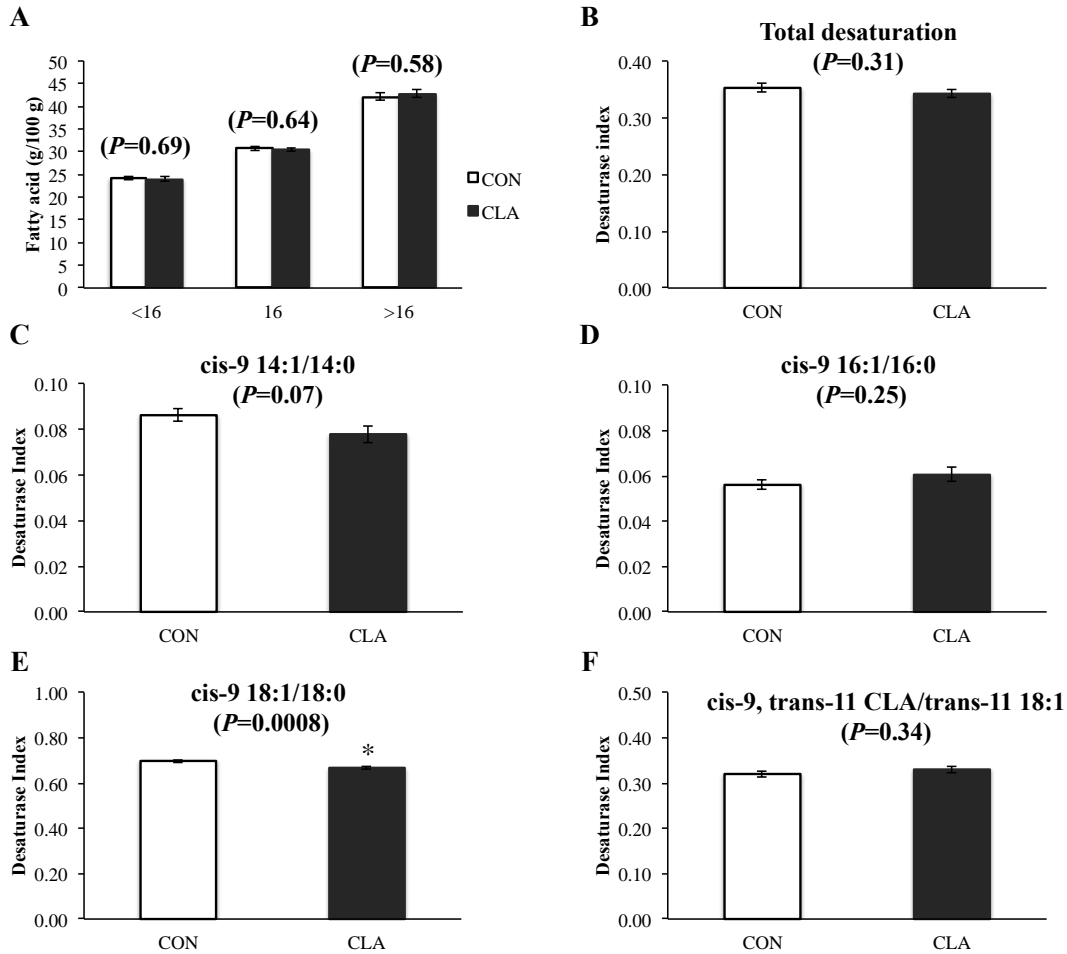 A
(P=0.69)
(P=0.64)
(P=0.58)
Fatty acid (g/100 g)
50
45
40
35
30
25
20
15
10
5
0
<16
16
>16
CON
CLA
B
Total desaturation
(P=0.31)
Desaturase index
0.40
0.30
0.20
0.10
0.00
CON
CLA
C
cis-9 14:1/14:0
(P=0.07)
Desaturase Index
0.10
0.08
0.06
0.04
0.02
0.00
CON
CLA
D
cis-9 16:1/16:0
(P=0.25)
Desaturase Index
0.10
0.08
0.06
0.04
0.02
0.00
CON
CLA
E
cis-9 18:1/18:0
(P=0.0008)
*
Desaturase Index
1.00
0.80
0.60
0.40
0.20
0.00
CON
CLA
F
cis-9, trans-11 CLA/trans-11 18:1
(P=0.34)
Desaturase Index
0.50
0.40
0.30
0.20
0.10
0.00
CON
CLA